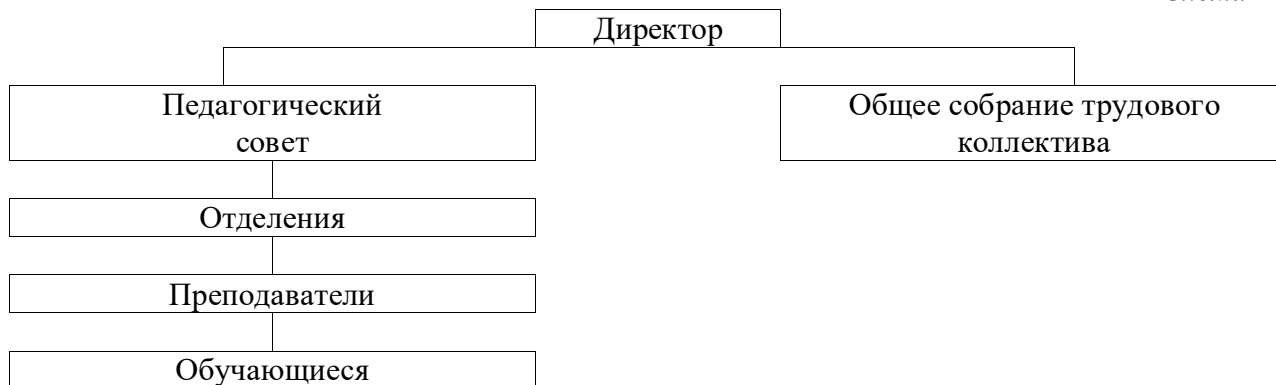 Директор
Педагогический
совет
Общее собрание трудового
коллектива
Отделения
Преподаватели
Обучающиеся